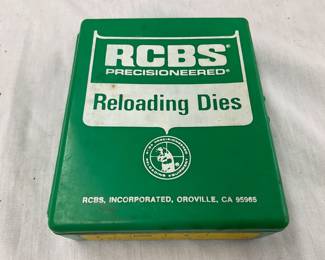 RCBS®
PRECISIONEERED®
Reloading Dies
RCBS, INCORPORATED, OROVILLE, CA 95965